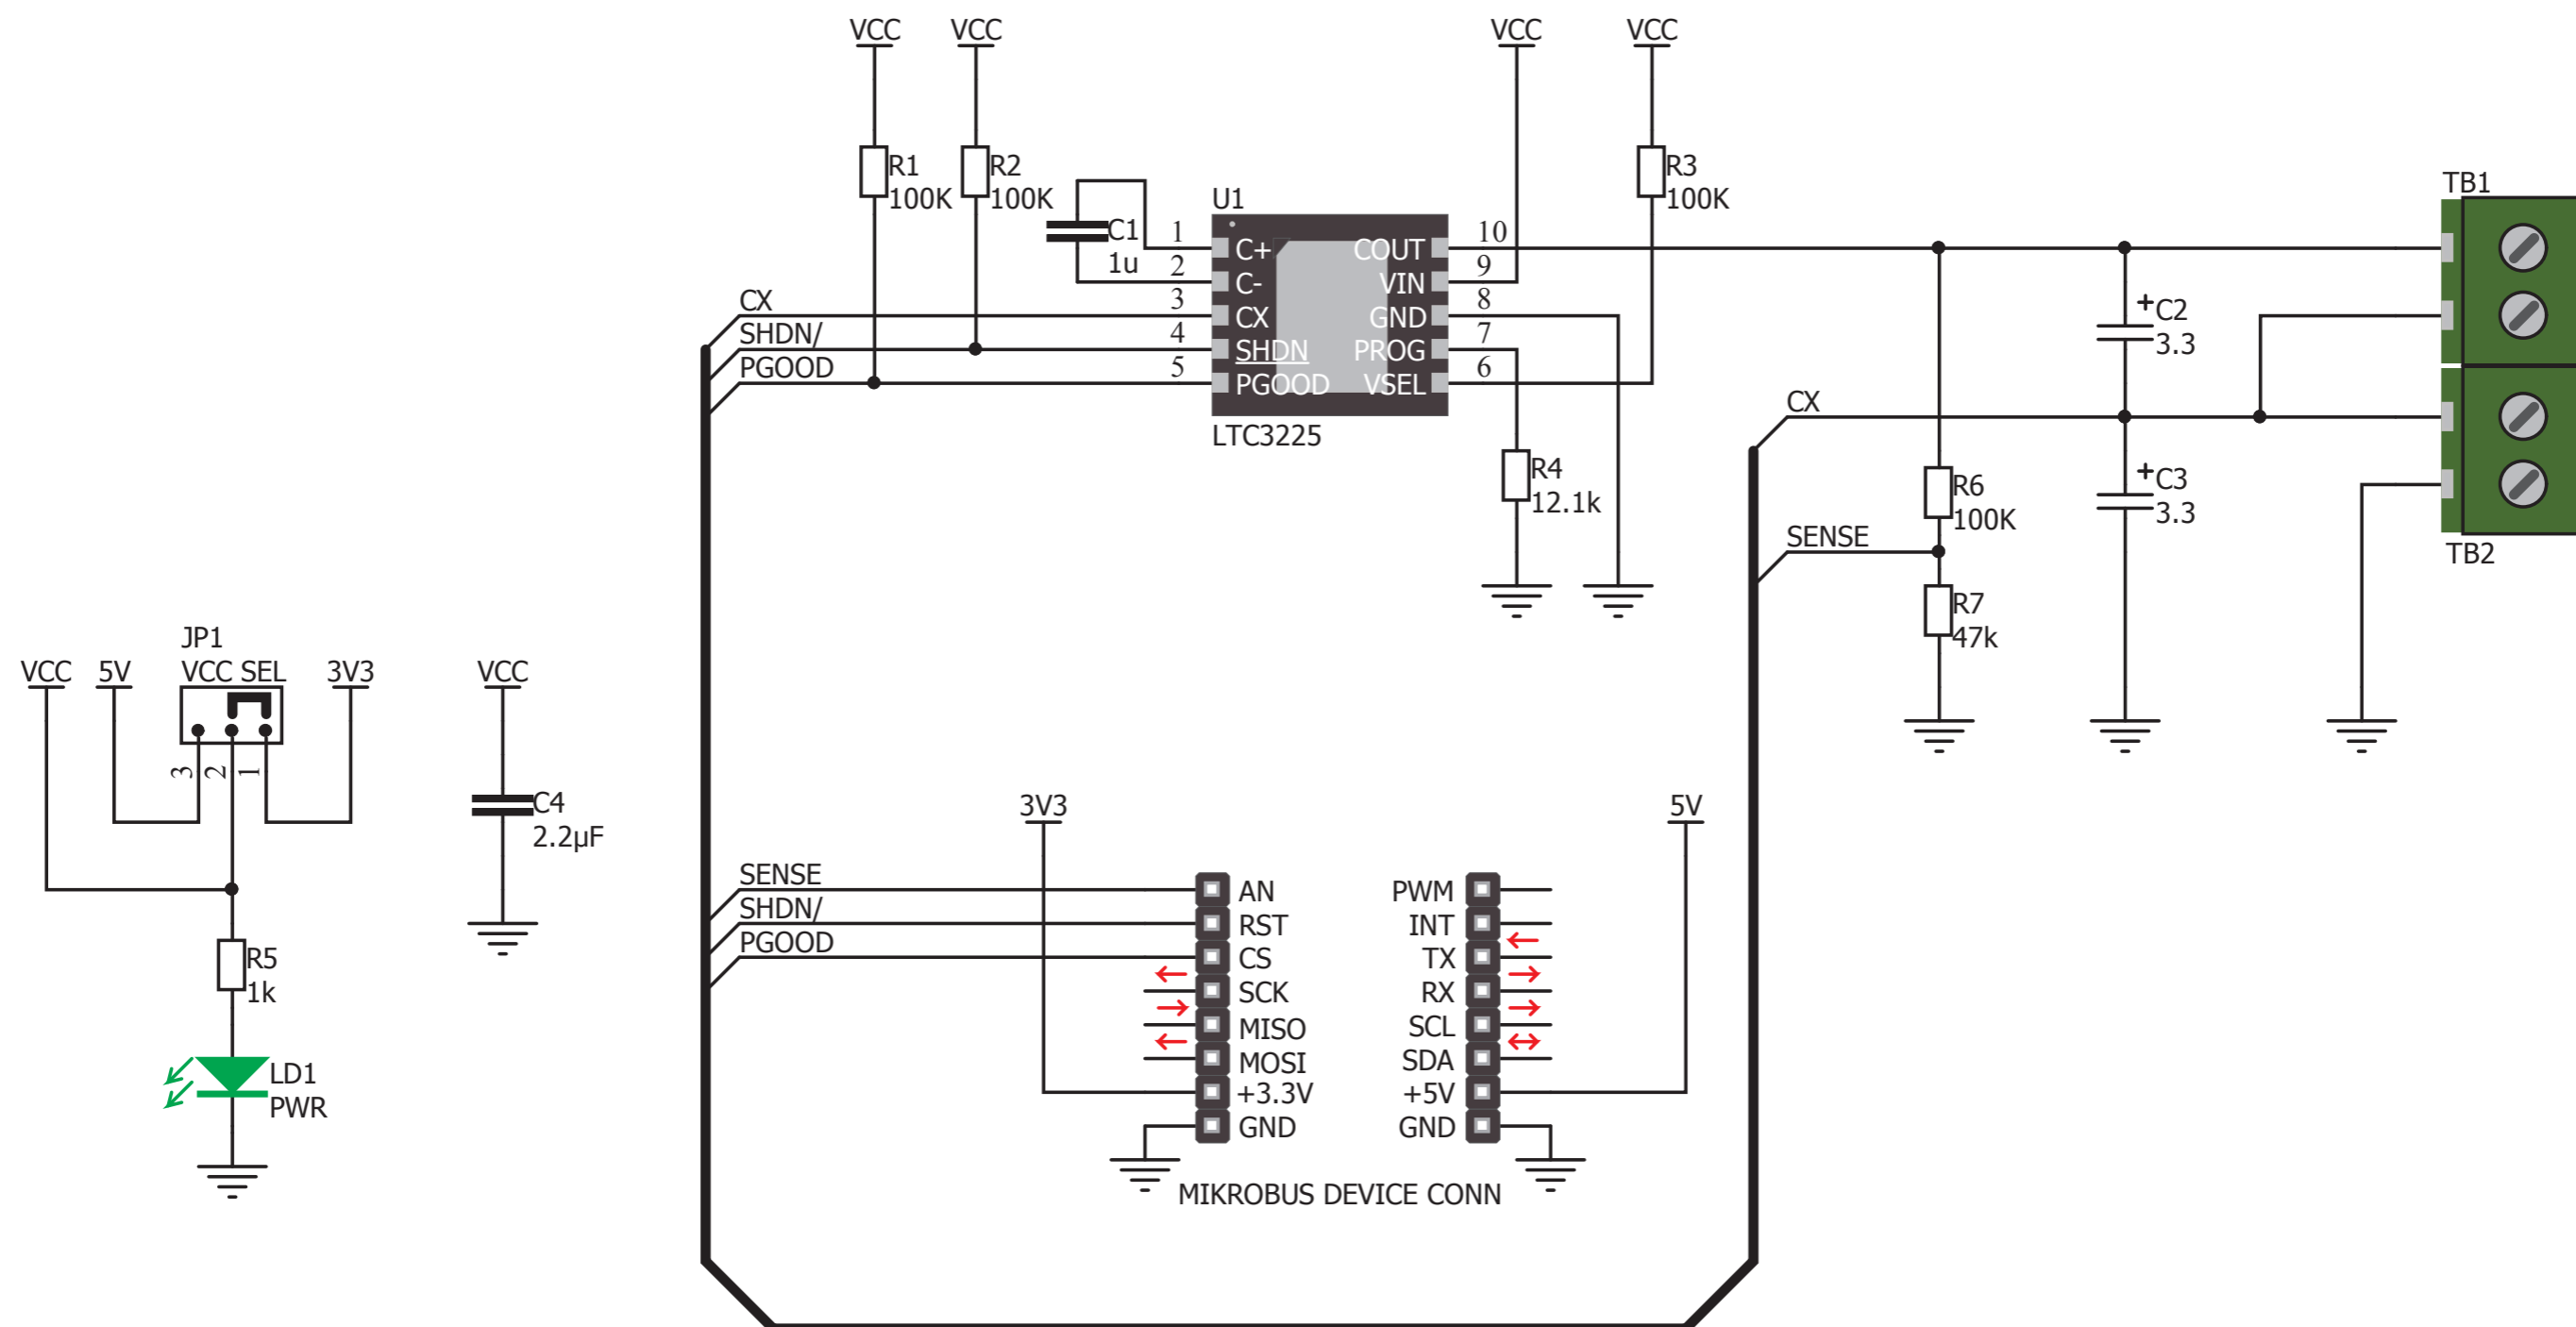 VCC VCC VCC VCC
R1
100K
R2
100K
C1
1u
U1
1 C+ COUT 10
2 C- VIN 9
3 CX GND 8
4 SHDN PROG 7
5 PGOOD VSEL 6
LTC3225
CX
SHDN/
PGOOD
R3
100K
R4
12.1k
TB1
+C2
3.3
CX
+C3
3.3
R6
100K
SENSE
R7
47k
TB2
JP1
VCC 5V VCC SEL 3V3
3 2 1
VCC
C4
2.2µF
R5
1k
LD1
PWR
3V3 5V
SENSE
SHDN/
PGOOD
AN PWM
RST INT
CS TX
SCK RX
MISO SCL
MOSI SDA
+3.3V +5V
GND GND
MIKROBUS DEVICE CONN